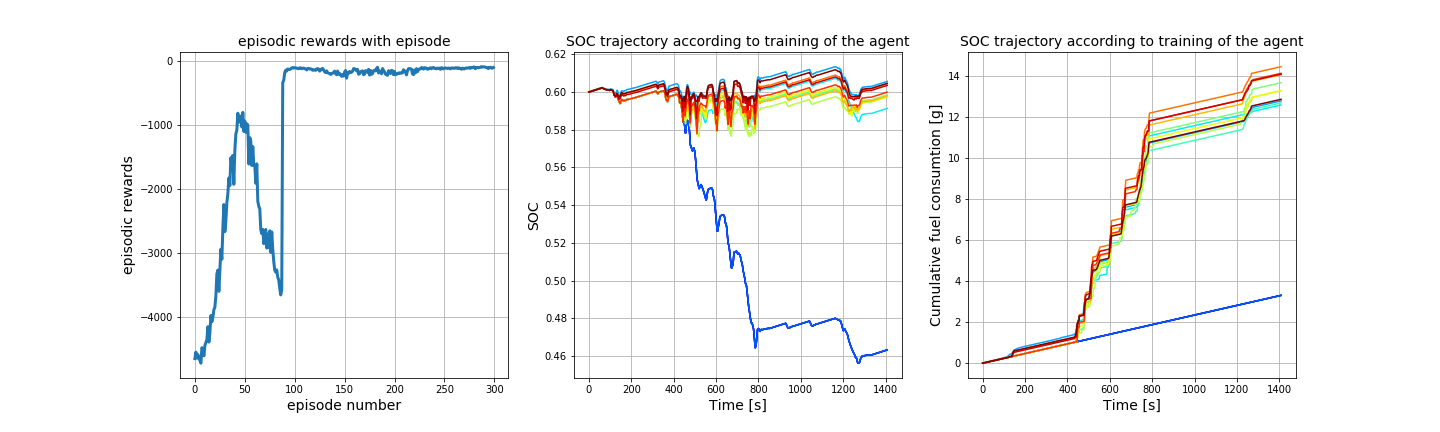 episodic rewards with episode
episodic rewards
0
−1000
−2000
−3000
−4000
0 50 100 150 200 250 300
episode number
SOC trajectory according to training of the agent
SOC
0.62
0.60
0.58
0.56
0.54
0.52
0.50
0.48
0.46
0 200 400 600 800 1000 1200 1400
Time [s]
SOC trajectory according to training of the agent
Cumulative fuel consumtion [g]
14
12
10
8
6
4
2
0
0 200 400 600 800 1000 1200 1400
Time [s]